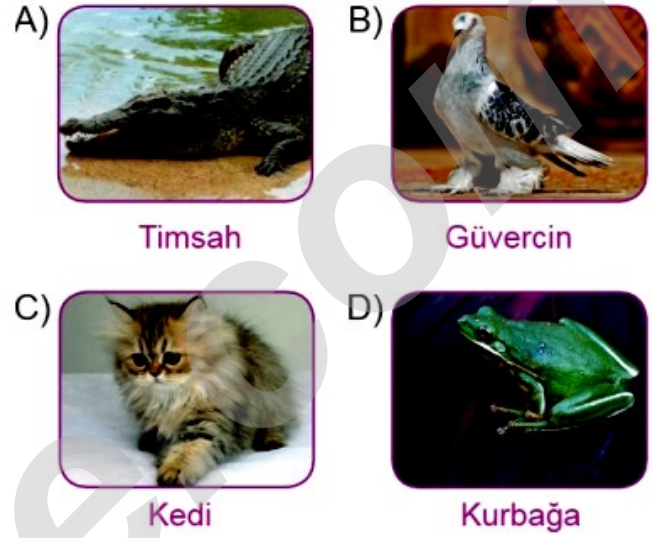 A)
B)
Timsah
Güvercin
C)
D)
Kedi
Kurbağa